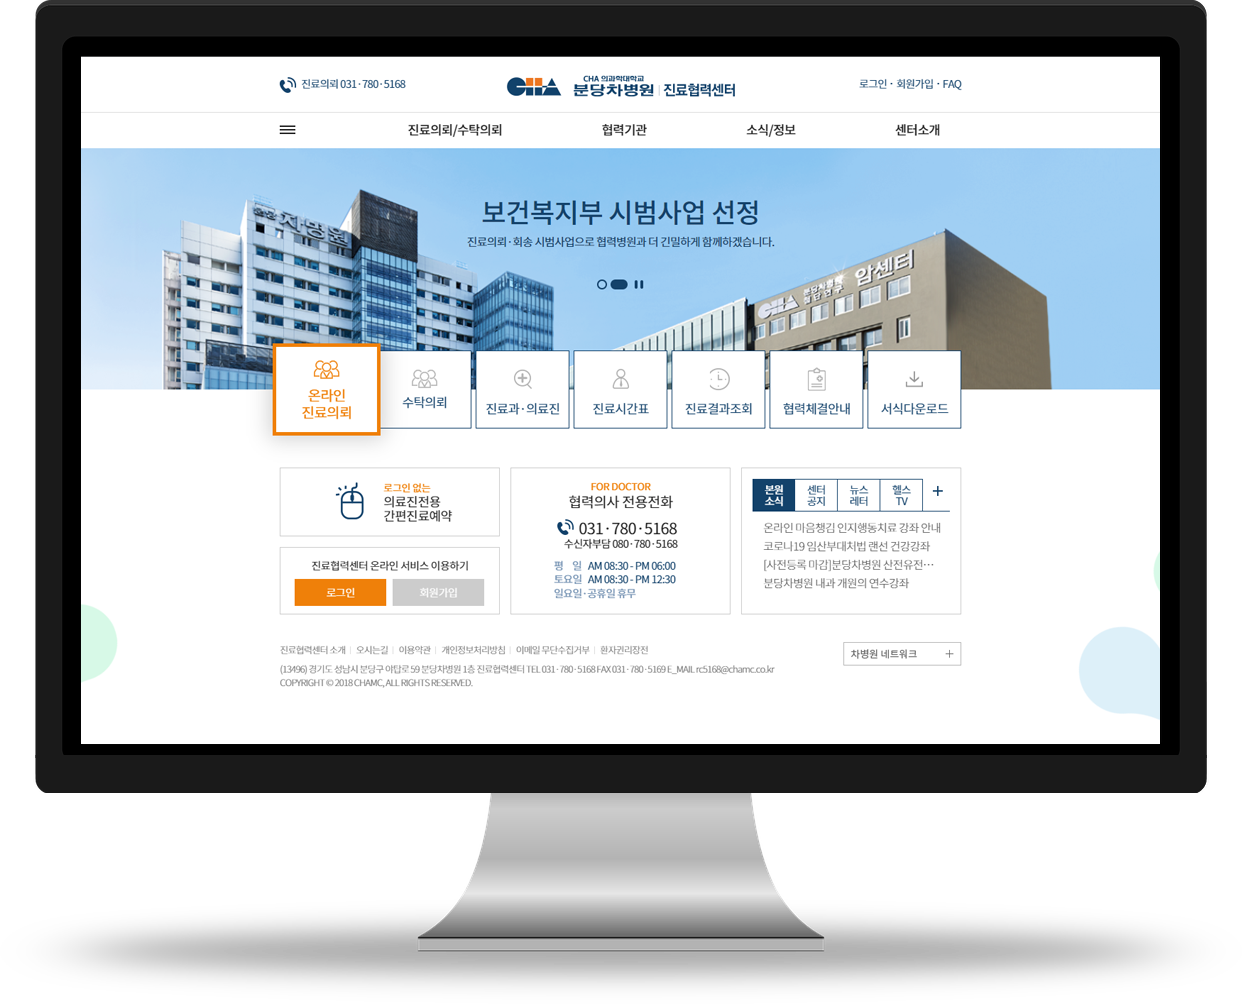 진료의뢰 031·780·5168
CHA 의과학대학교
CHA 분당차병원 진료협력센터
로그인 · 회원가입 · FAQ
진료의뢰/수탁의뢰
협력기관
소식/정보
센터소개
보건복지부 시범사업 선정
진료의뢰·회송 시범사업으로 협력병원과 더 긴밀하게 함께하겠습니다.
차병원
CHA
암센터
온라인
진료의뢰
수탁의뢰
진료과·의료진
진료시간표
진료결과조회
협력체결안내
서식다운로드
로그인 없는
의료진전용
간편진료예약
진료협력센터 온라인 서비스 이용하기
로그인
회원가입
FOR DOCTOR
협력의사 전용전화
031·780·5168
수신자부담 080·780·5168
평 일 AM 08:30 - PM 06:00
토요일 AM 08:30 - PM 12:30
일요일·공휴일 휴무
본원
소식
센터
공지
뉴스
레터
헬스
TV
온라인 마음챙김 인지행동치료 강좌 안내
코로나19 임산부대처법 랜선 건강강좌
[사전등록 마감]분당차병원 산전유전…
분당차병원 내과 개원의 연수강좌
진료협력센터 소개 | 오시는길 | 이용약관 | 개인정보처리방침 | 이메일 무단수집거부 | 환자권리장전
차병원 네트워크
(13496) 경기도 성남시 분당구 야탑로 59 분당차병원 1층 진료협력센터 TEL 031·780·5168 FAX 031·780·5169 E_MAIL rc5168@chamc.co.kr
COPYRIGHT © 2018 CHAMC, ALL RIGHTS RESERVED.